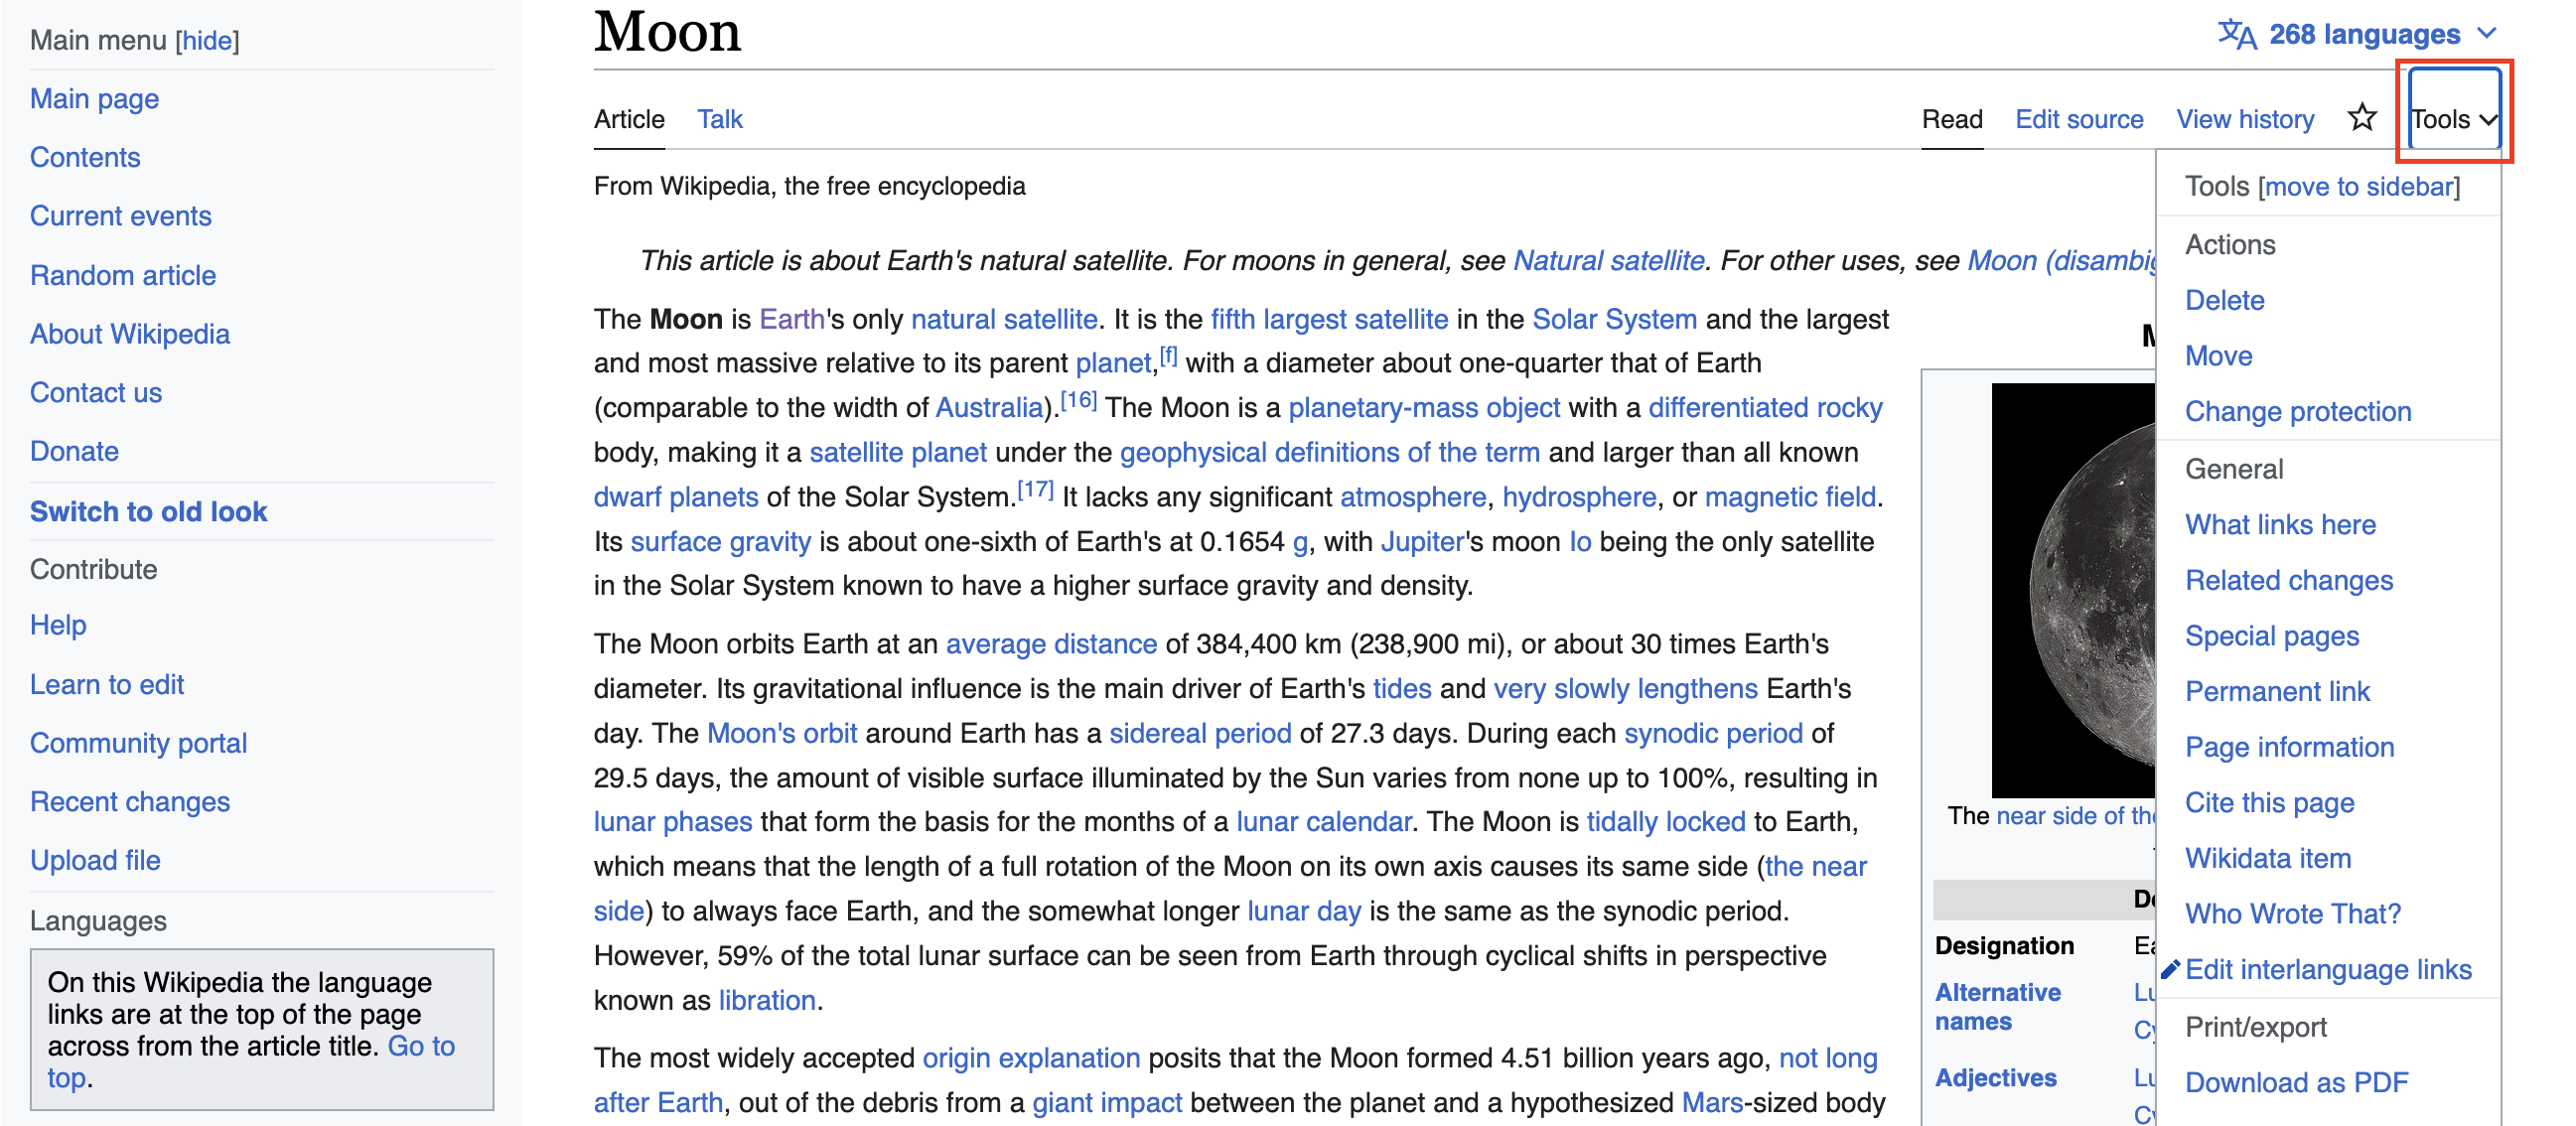 Main menu [hide]
Main page
Contents
Current events
Random article
About Wikipedia
Contact us
Donate
Switch to old look
Contribute
Help
Learn to edit
Community portal
Recent changes
Upload file
Languages
On this Wikipedia the language
links are at the top of the page
across from the article title. Go to
top.
Moon
268 languages
Article Talk
Read Edit source View history Tools
From Wikipedia, the free encyclopedia
This article is about Earth's natural satellite. For moons in general, see Natural satellite. For other uses, see Moon
The Moon is Earth's only natural satellite. It is the fifth largest satellite in the Solar System and the largest
and most massive relative to its parent planet,[f] with a diameter about one-quarter that of Earth
(comparable to the width of Australia).[16] The Moon is a planetary-mass object with a differentiated rocky
body, making it a satellite planet under the geophysical definitions of the term and larger than all known
dwarf planets of the Solar System.[17] It lacks any significant atmosphere, hydrosphere, or magnetic field.
Its surface gravity is about one-sixth of Earth's at 0.1654 g, with Jupiter's moon Io being the only satellite
in the Solar System known to have a higher surface gravity and density.
The Moon orbits Earth at an average distance of 384,400 km (238,900 mi), or about 30 times Earth's
diameter. Its gravitational influence is the main driver of Earth's tides and very slowly lengthens Earth's
day. The Moon's orbit around Earth has a sidereal period of 27.3 days. During each synodic period of
29.5 days, the amount of visible surface illuminated by the Sun varies from none up to 100%, resulting in
lunar phases that form the basis for the months of a lunar calendar. The Moon is tidally locked to Earth,
which means that the length of a full rotation of the Moon on its own axis causes its same side (the near
side) to always face Earth, and the somewhat longer lunar day is the same as the synodic period.
However, 59% of the total lunar surface can be seen from Earth through cyclical shifts in perspective
known as libration.
The most widely accepted origin explanation posits that the Moon formed 4.51 billion years ago, not long
after Earth, out of the debris from a giant impact between the planet and a hypothesized Mars-sized body
The near side of
Designation
Alternative
names
Adjectives
Tools [move to sidebar]
Actions
Delete
Move
Change protection
General
What links here
Related changes
Special pages
Permanent link
Page information
Cite this page
Wikidata item
Who Wrote That?
Edit interlanguage links
Print/export
Download as PDF